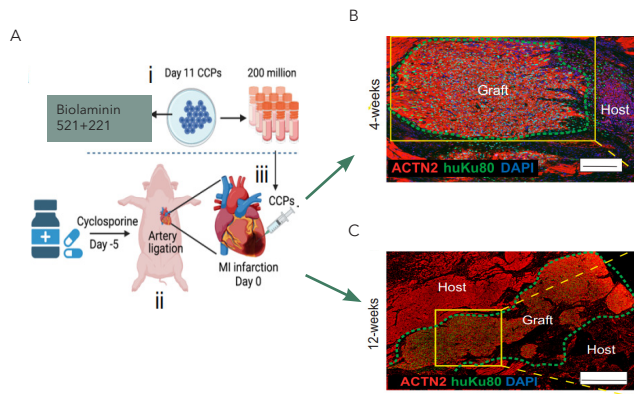 A
i
Day 11 CCPs
200 million
Biolaminin
521+221
iii
CCPs
Cyclosporine
Day -5
Artery
ligation
MI infarction
Day 0
ii
B
4-weeks
Graft
Host
ACTN2 huKu80 DAPI
C
12-weeks
Host
Graft
Host
ACTN2 huKu80 DAPI